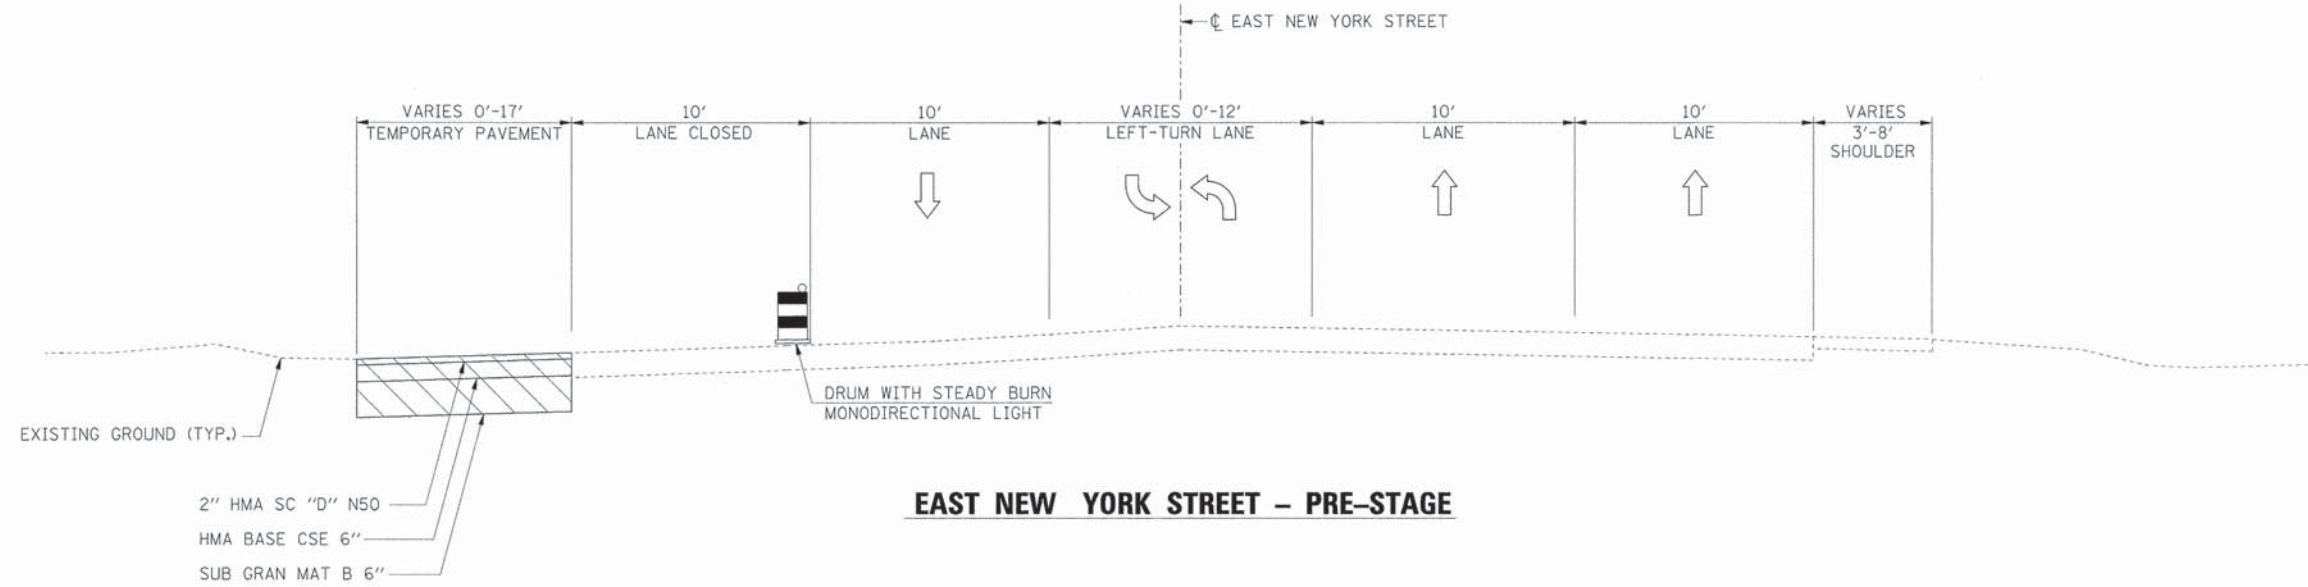 ℄ EAST NEW YORK STREET
VARIES 0'-17'
TEMPORARY PAVEMENT
10'
LANE CLOSED
10'
LANE
VARIES 0'-12'
LEFT-TURN LANE
10'
LANE
10'
LANE
VARIES
3'-8'
SHOULDER
DRUM WITH STEADY BURN
MONODIRECTIONAL LIGHT
EXISTING GROUND (TYP.)
2" HMA SC "D" N50
HMA BASE CSE 6"
SUB GRAN MAT B 6"
EAST NEW YORK STREET – PRE–STAGE